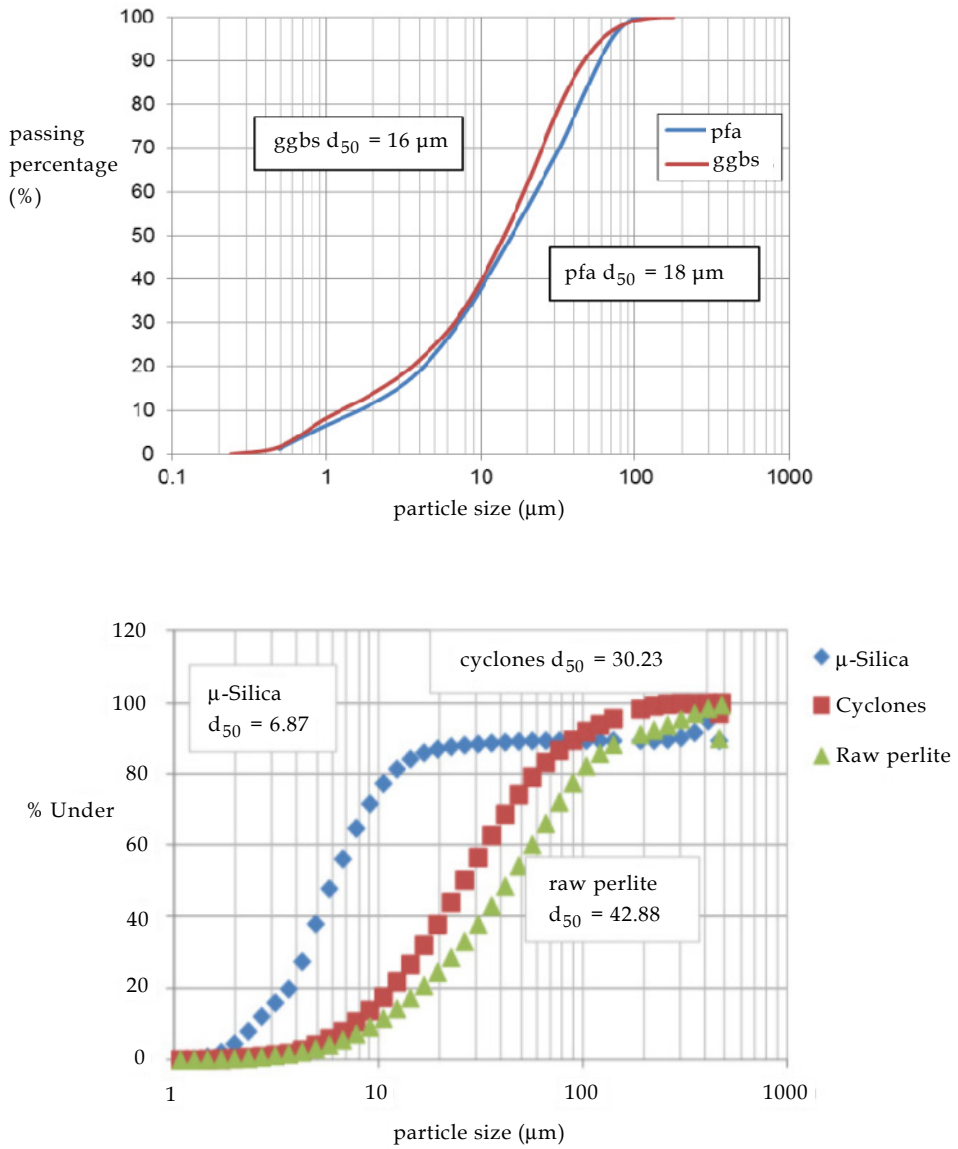 100
90
80
70
60
50
40
30
20
10
0
passing
percentage
(%)
ggbs d50 = 16 µm
pfa
ggbs
pfa d50 = 18 µm
0.1
1
10
100
1000
particle size (µm)
120
100
80
60
40
20
0
% Under
µ-Silica
d50 = 6.87
cyclones d50 = 30.23
raw perlite
d50 = 42.88
µ-Silica
Cyclones
Raw perlite
1
10
100
1000
particle size (µm)